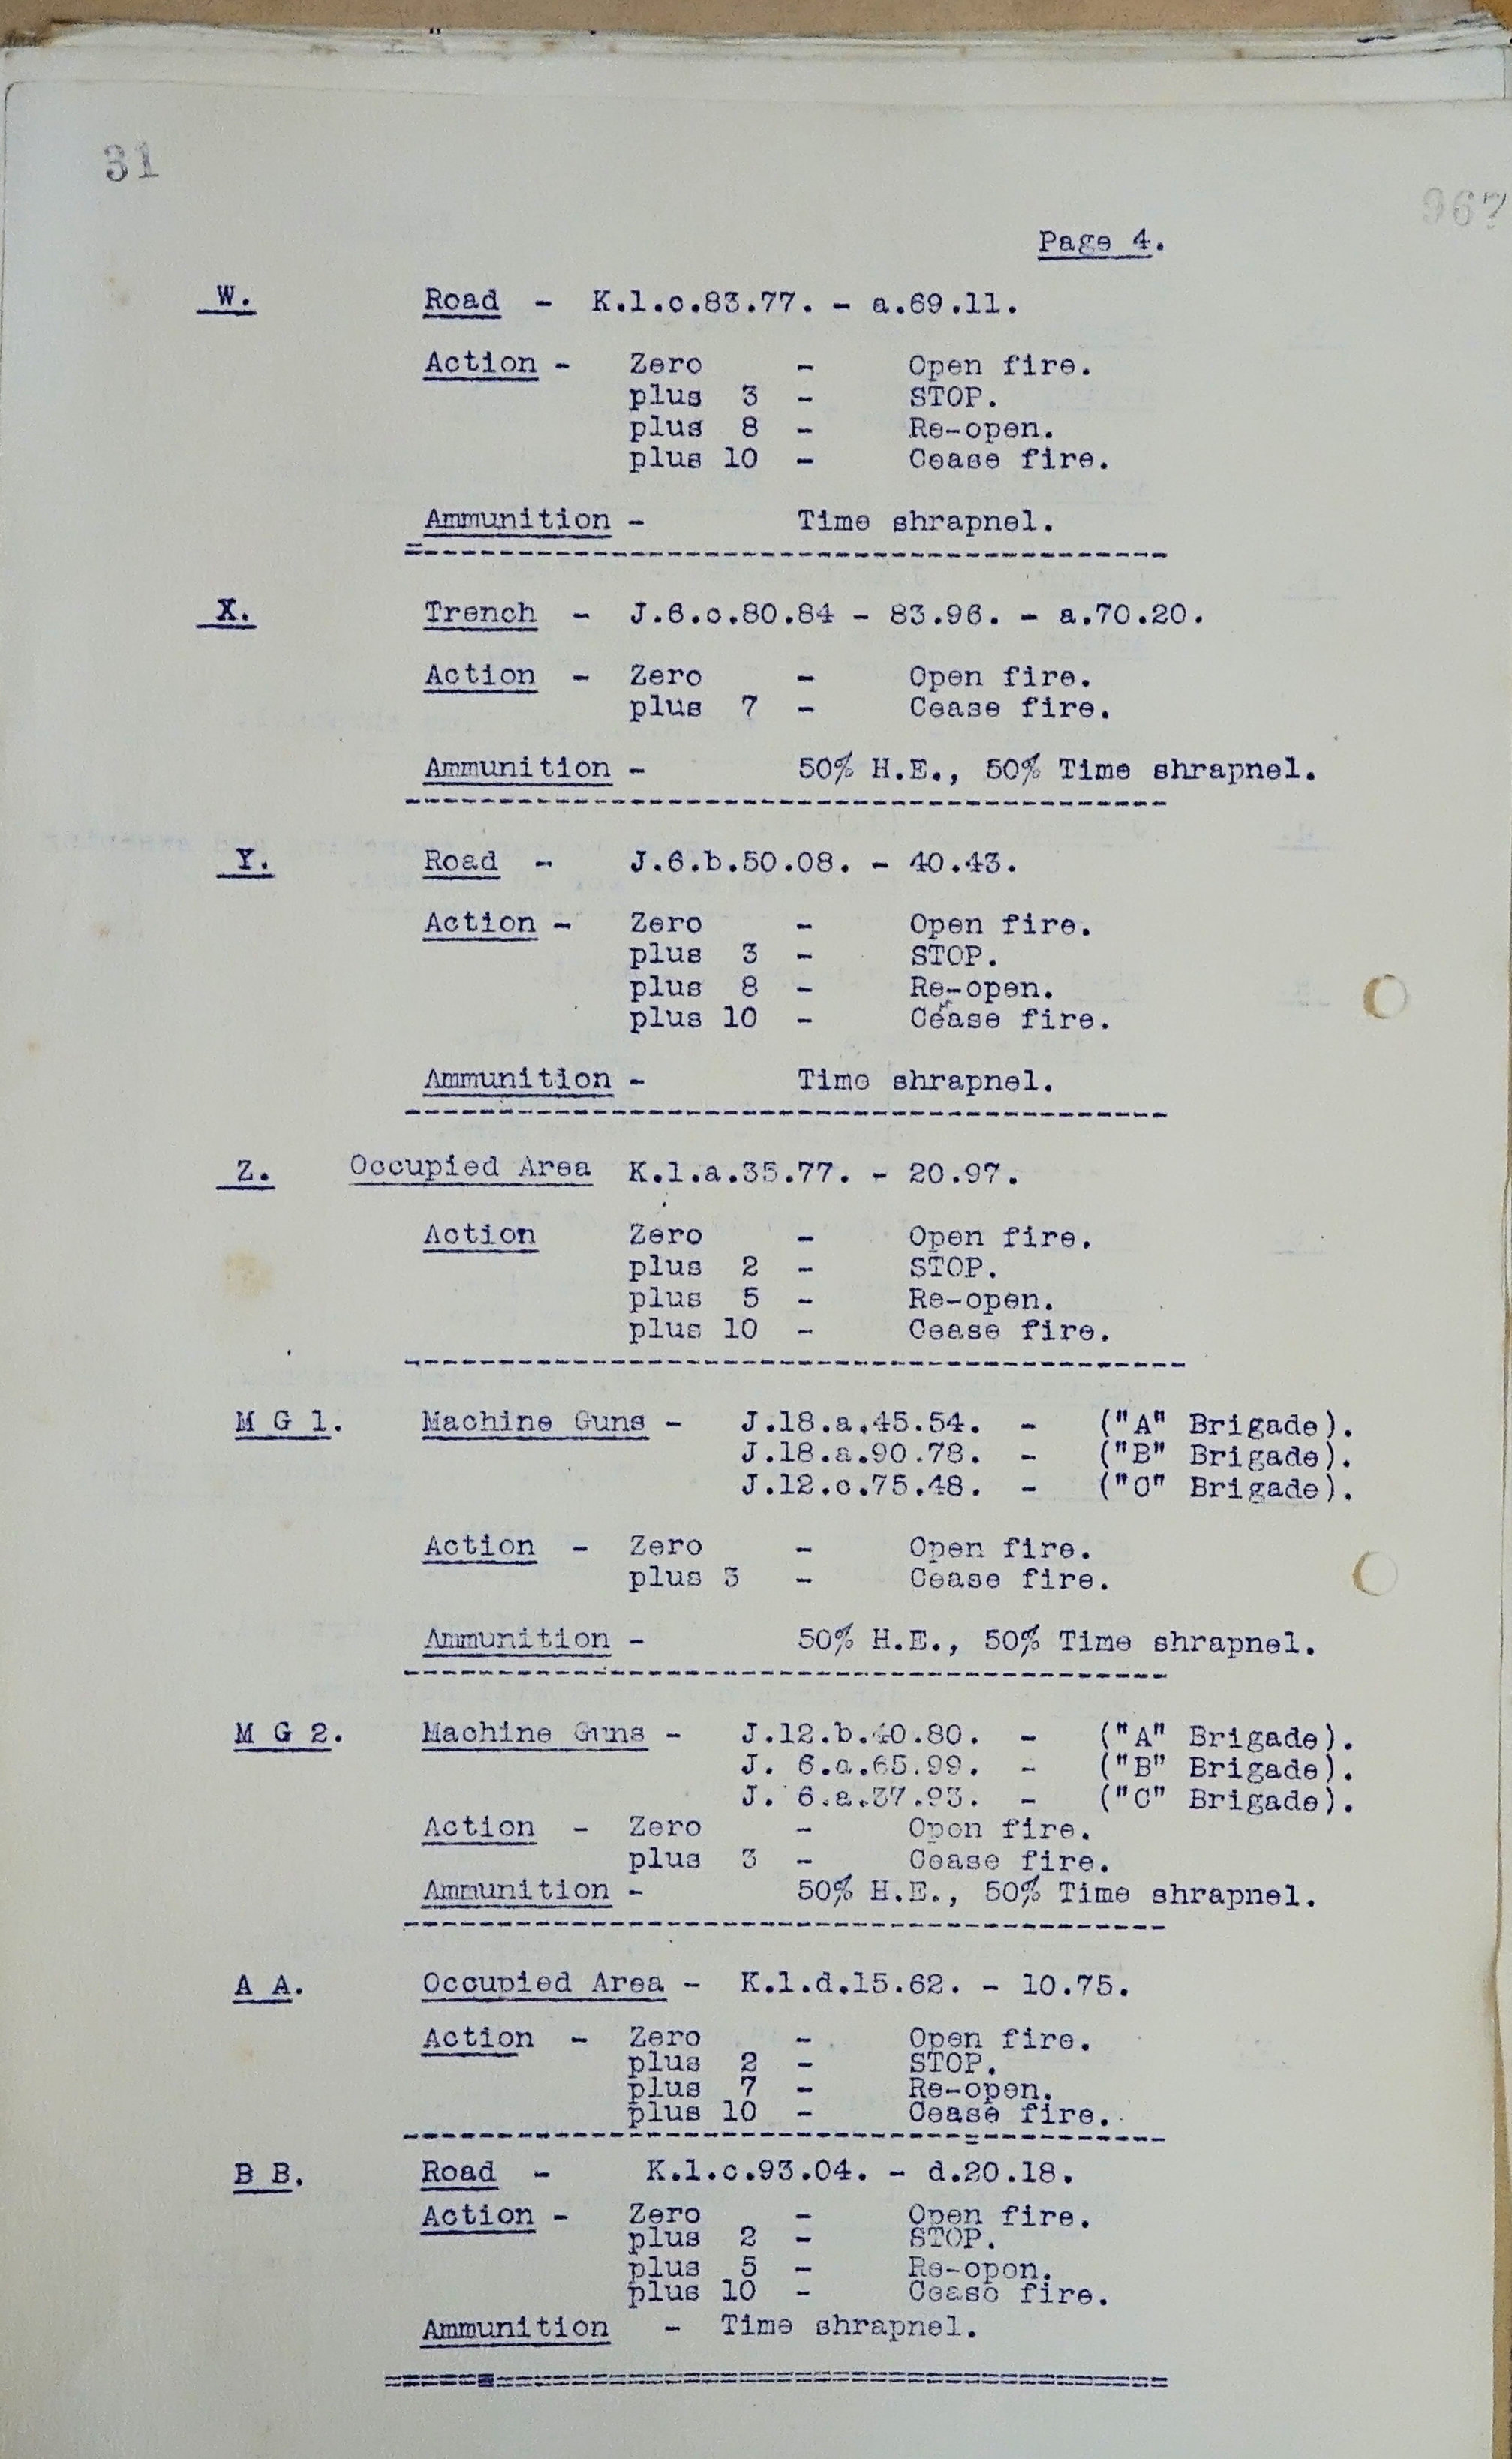 31
967
Page 4.
W. Road - K.1.c.83.77. - a.69.11.
Action - Zero - Open fire.
plus 3 - STOP.
plus 8 - Re-open.
plus 10 - Cease fire.
Ammunition - Time shrapnel.
X. Trench - J.6.c.80.84 - 83.96. - a.70.20.
Action - Zero - Open fire.
plus 7 - Cease fire.
Ammunition - 50% H.E., 50% Time shrapnel.
Y. Road - J.6.b.50.08. - 40.43.
Action - Zero - Open fire.
plus 3 - STOP.
plus 8 - Re-open.
plus 10 - Cease fire.
Ammunition - Time shrapnel.
Z. Occupied Area K.1.a.35.77. - 20.97.
Action Zero - Open fire.
plus 2 - STOP.
plus 5 - Re-open.
plus 10 - Cease fire.
M G 1. Machine Guns - J.18.a.45.54. - ("A" Brigade).
J.18.a.90.78. - ("B" Brigade).
J.12.c.75.48. - ("C" Brigade).
Action - Zero - Open fire.
plus 3 - Cease fire.
Ammunition - 50% H.E., 50% Time shrapnel.
M G 2. Machine Guns - J.12.b.40.80. - ("A" Brigade).
J. 6.a.65.99. - ("B" Brigade).
J. 6.a.37.93. - ("C" Brigade).
Action - Zero - Open fire.
plus 3 - Cease fire.
Ammunition - 50% H.E., 50% Time shrapnel.
A A. Occupied Area - K.1.d.15.62. - 10.75.
Action - Zero - Open fire.
plus 2 - STOP.
plus 7 - Re-open.
plus 10 - Cease fire.
B B. Road - K.1.c.93.04. - d.20.18.
Action - Zero - Open fire.
plus 2 - STOP.
plus 5 - Re-open.
plus 10 - Cease fire.
Ammunition - Time shrapnel.